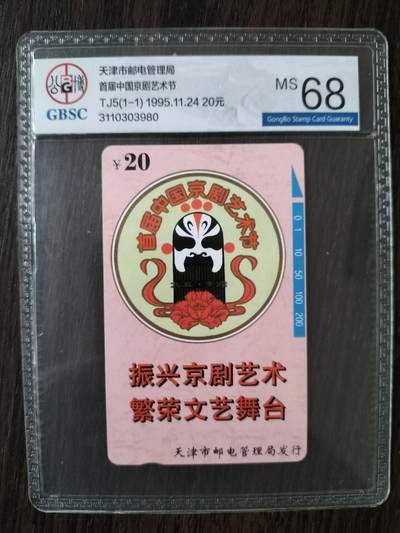 天津市邮电管理局
首届中国京剧艺术节
TJ5(1-1) 1995.11.24 20元
3110303980
公博
G
GBSC
MS 68
GongBo Stamp Card Guaranty
￥20
首届中国京剧艺术节
0 1 10 50 100 200
振兴京剧艺术
繁荣文艺舞台
天津市邮电管理局发行